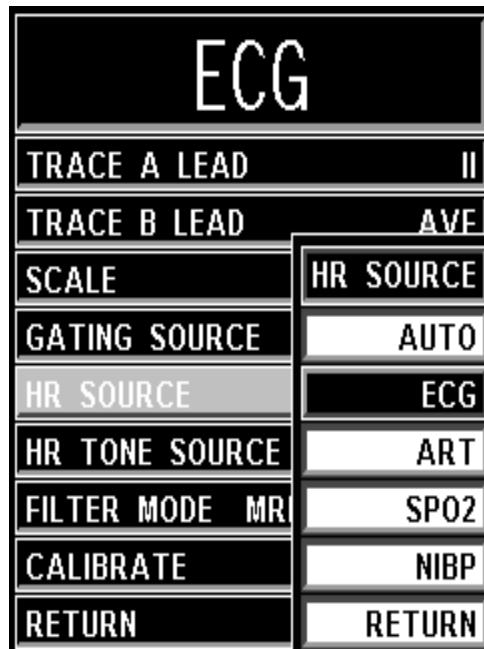 ECG
TRACE A LEAD II
TRACE B LEAD AVF
SCALE
GATING SOURCE
HR SOURCE
HR TONE SOURCE
FILTER MODE MRI
CALIBRATE
RETURN
HR SOURCE
AUTO
ECG
ART
SPO2
NIBP
RETURN